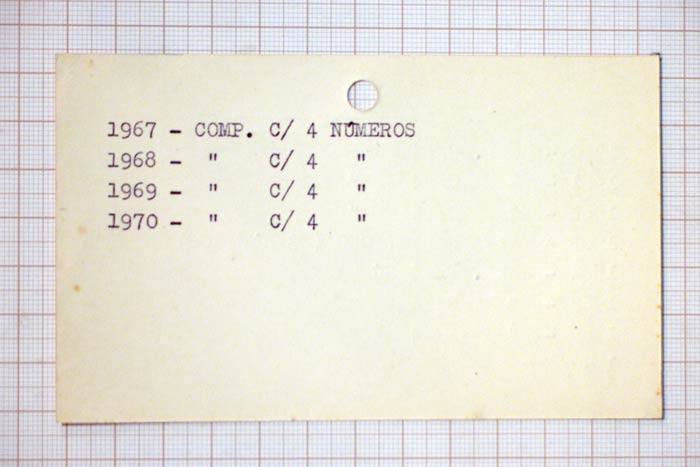 1967 - COMP. C/ 4 NÚMEROS
1968 - " C/ 4 "
1969 - " C/ 4 "
1970 - " C/ 4 "